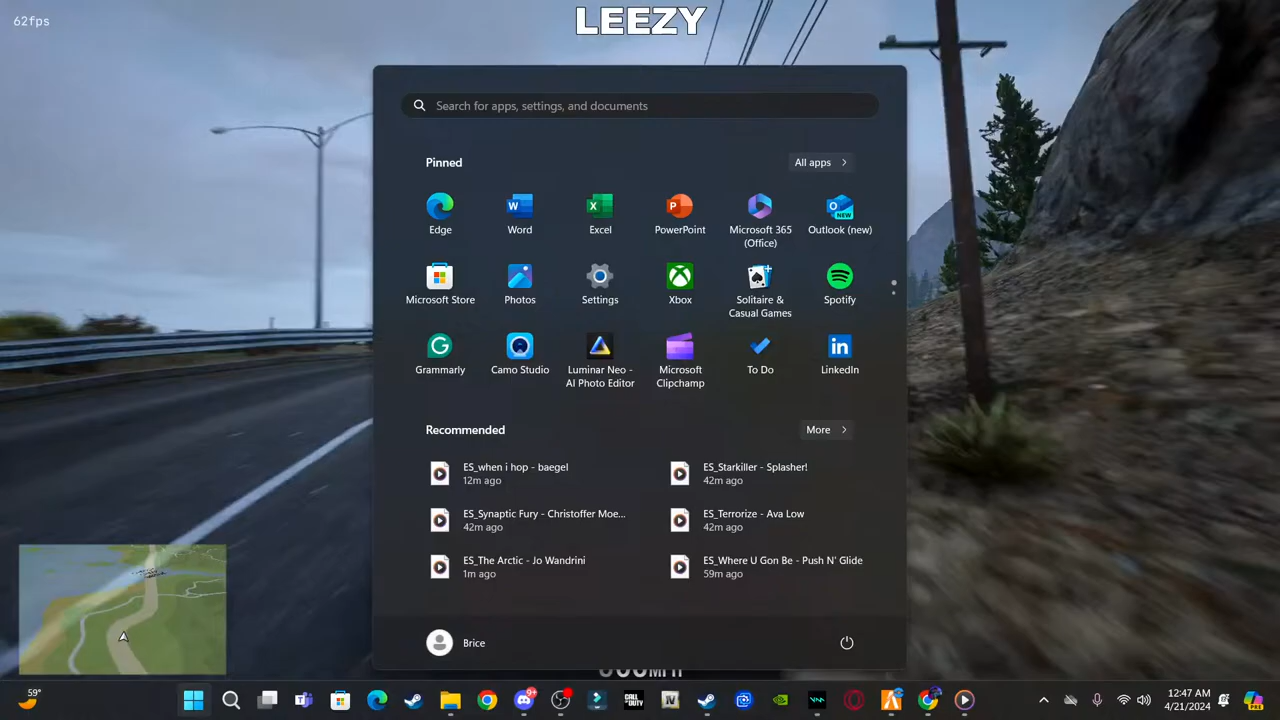 62fps
LEEZY
Search for apps, settings, and documents
Pinned
All apps
Edge
Word
Excel
PowerPoint
Microsoft 365
(Office)
Outlook (new)
Microsoft Store
Photos
Settings
Xbox
Solitaire &
Casual Games
Spotify
Grammarly
Camo Studio
Luminar Neo -
AI Photo Editor
Microsoft
Clipchamp
To Do
LinkedIn
Recommended
More
ES_when i hop - baegel
12m ago
ES_Starkiller - Splasher!
42m ago
ES_Synaptic Fury - Christoffer Moe...
42m ago
ES_Terrorize - Ava Low
42m ago
ES_The Arctic - Jo Wandrini
1m ago
ES_Where U Gon Be - Push N' Glide
59m ago
Brice
59°
12:47 AM
4/21/2024